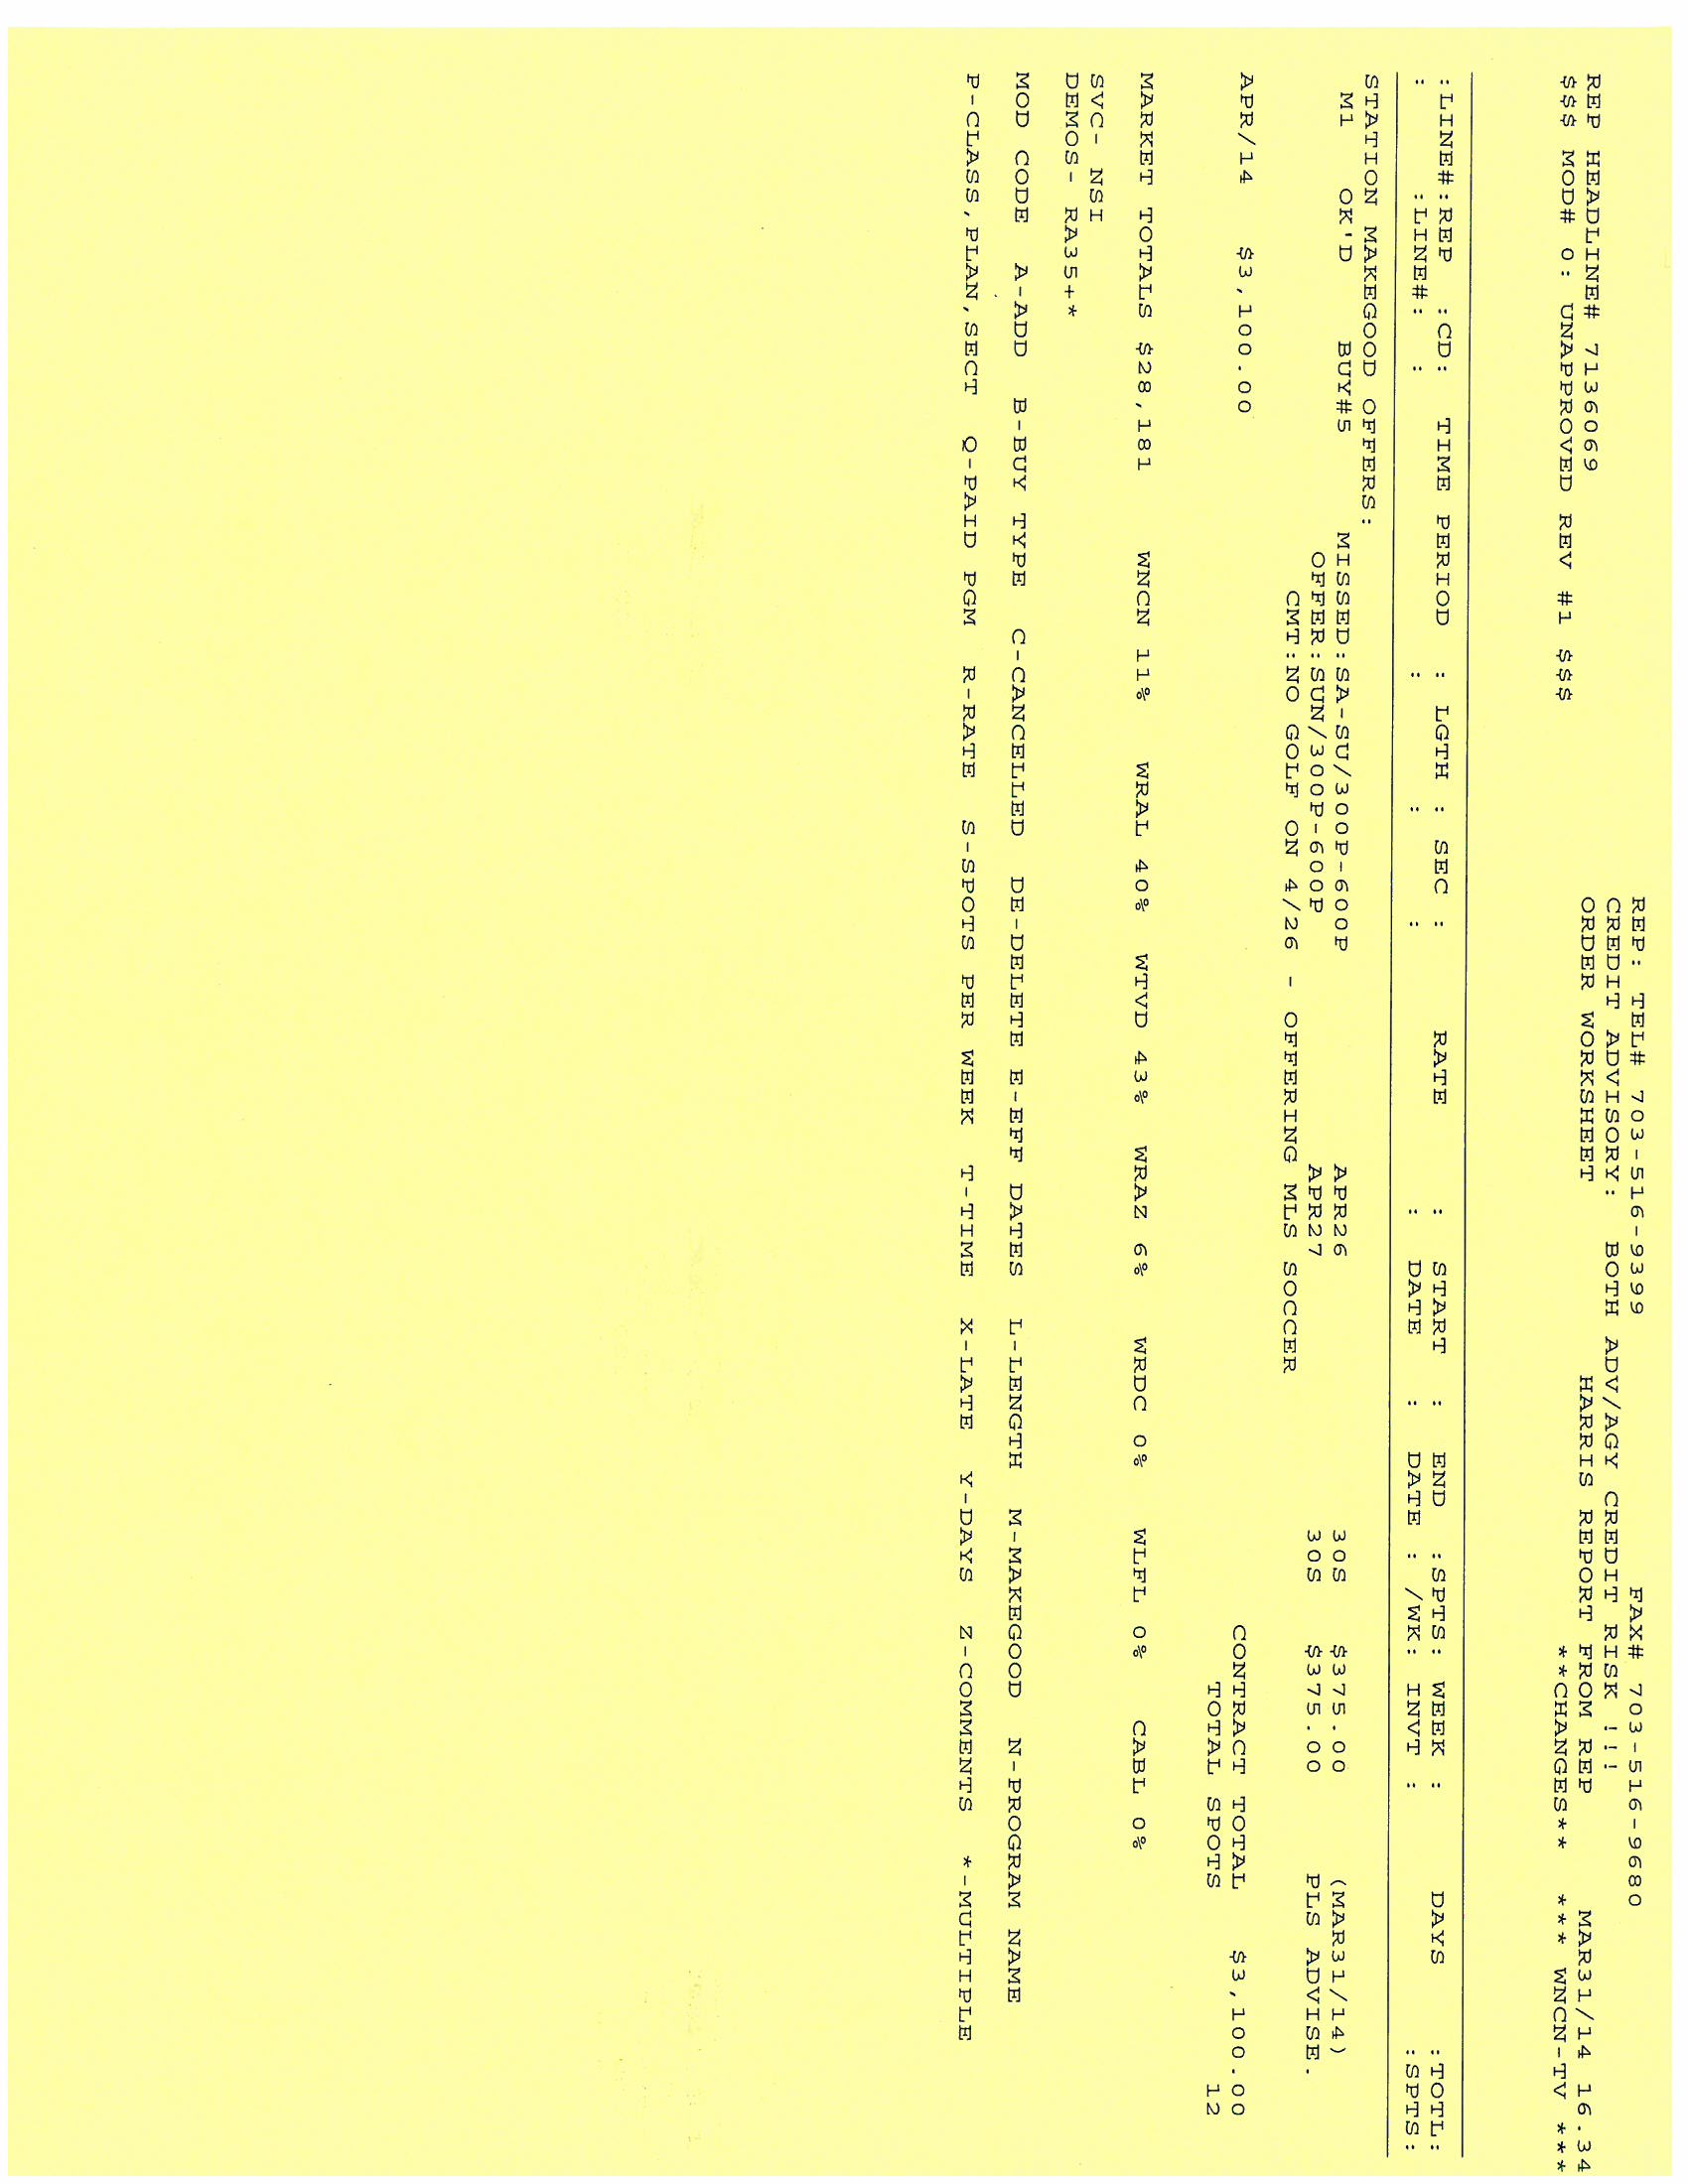 REP: TEL# 703-516-9399 FAX# 703-516-9680
CREDIT ADVISORY: BOTH ADV/AGY CREDIT RISK !!!
REP HEADLINE# 7136069 ORDER WORKSHEET HARRIS REPORT FROM REP MAR31/14 16.34
$$$ MOD# 0: UNAPPROVED REV #1 $$$ **CHANGES** *** WNCN-TV ***
:LINE#:REP :CD: TIME PERIOD : LGTH : SEC : RATE : START : END :SPTS: WEEK : DAYS :TOTL:
: :LINE#: : : : : : DATE : DATE : /WK: INVT : :SPTS:
STATION MAKEGOOD OFFERS:
M1 OK'D BUY#5 MISSED:SA-SU/300P-600P APR26 30S $375.00 (MAR31/14)
OFFER:SUN/300P-600P APR27 30S $375.00 PLS ADVISE.
CMT:NO GOLF ON 4/26 - OFFERING MLS SOCCER
APR/14 $3,100.00 CONTRACT TOTAL $3,100.00
TOTAL SPOTS 12
MARKET TOTALS $28,181 WNCN 11% WRAL 40% WTVD 43% WRAZ 6% WRDC 0% WLFL 0% CABL 0%
SVC- NSI
DEMOS- RA35+*
MOD CODE A-ADD B-BUY TYPE C-CANCELLED DE-DELETE E-EFF DATES L-LENGTH M-MAKEGOOD N-PROGRAM NAME
P-CLASS,PLAN,SECT Q-PAID PGM R-RATE S-SPOTS PER WEEK T-TIME X-LATE Y-DAYS Z-COMMENTS *-MULTIPLE